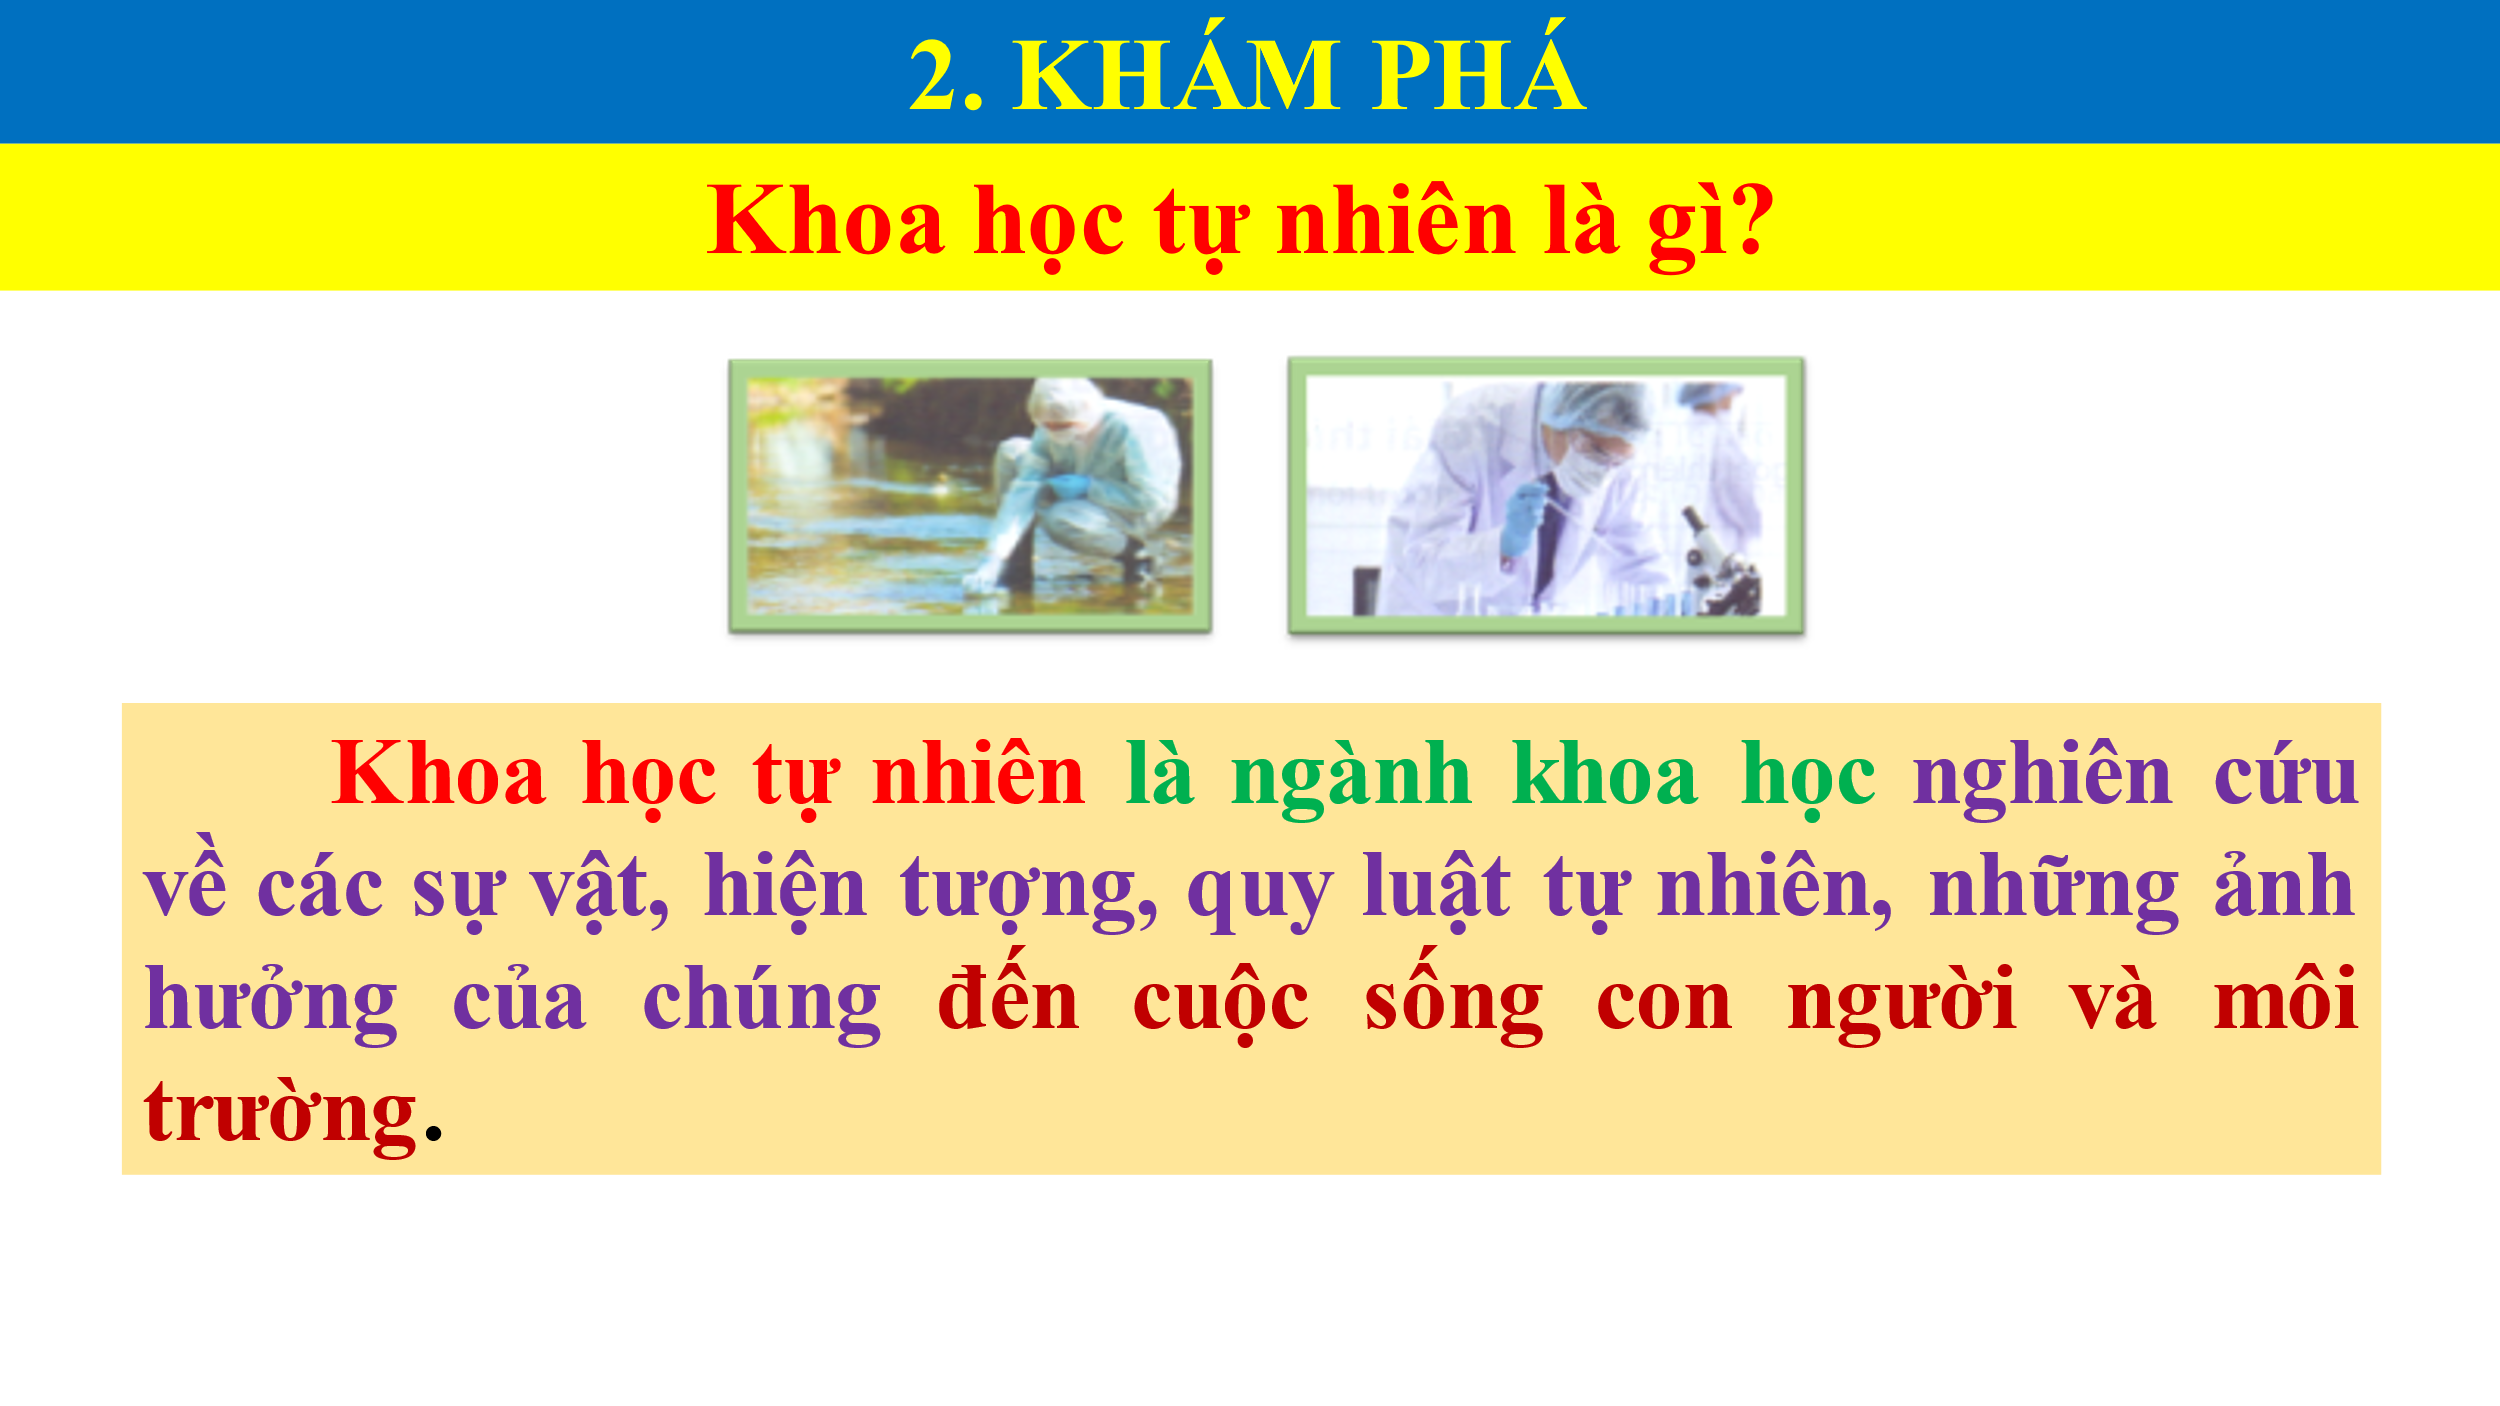 2. KHÁM PHÁ
Khoa học tự nhiên là gì?
Khoa học tự nhiên là ngành khoa học nghiên cứu
về các sự vật, hiện tượng, quy luật tự nhiên, những ảnh
hưởng của chúng đến cuộc sống con người và môi
trường.